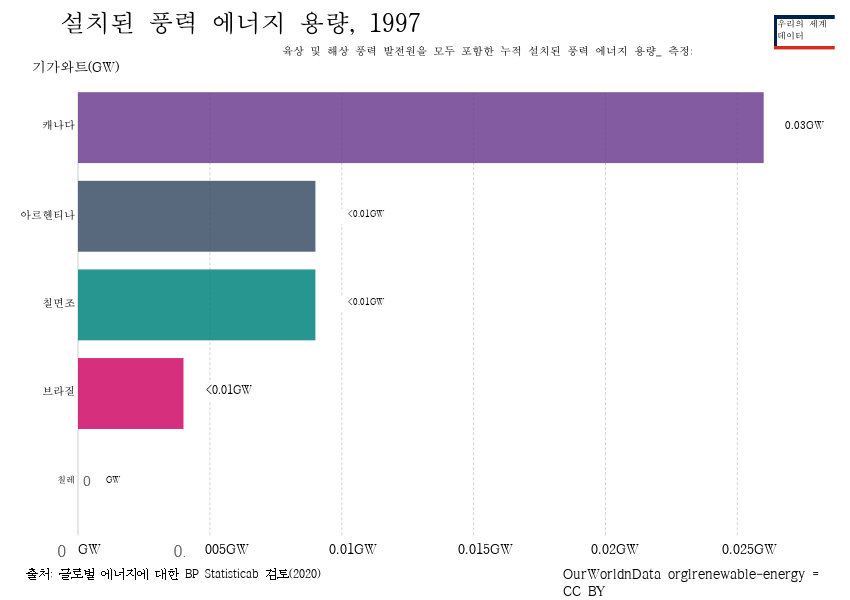 설치된 풍력 에너지 용량, 1997
우리의 세계
데이터
육상 및 해상 풍력 발전원을 모두 포함한 누적 설치된 풍력 에너지 용량_ 측정:
기가와트(GW)
캐나다 0.03GW
아르헨티나 <0.01GW
칠면조 <0.01GW
브라질 <0.01GW
칠레 0 GW
0 GW 0. 005GW 0.01GW 0.015GW 0.02GW 0.025GW
출처: 글로벌 에너지에 대한 BP Statisticab 검토(2020)
OurWorldnData orglrenewable-energy =
CC BY